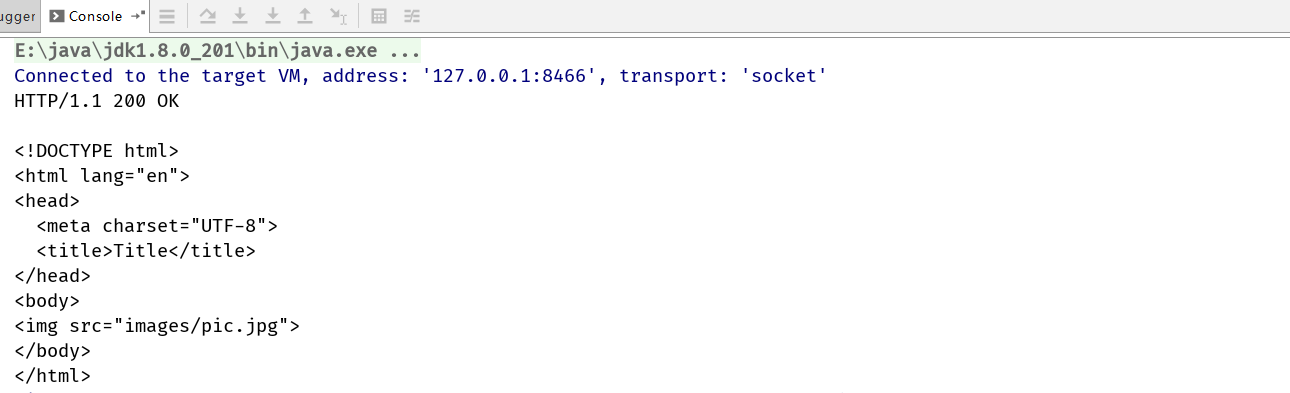 ugger Console
E:\java\jdk1.8.0_201\bin\java.exe ...
Connected to the target VM, address: '127.0.0.1:8466', transport: 'socket'
HTTP/1.1 200 OK
<!DOCTYPE html>
<html lang="en">
<head>
  <meta charset="UTF-8">
  <title>Title</title>
</head>
<body>
<img src="images/pic.jpg">
</body>
</html>